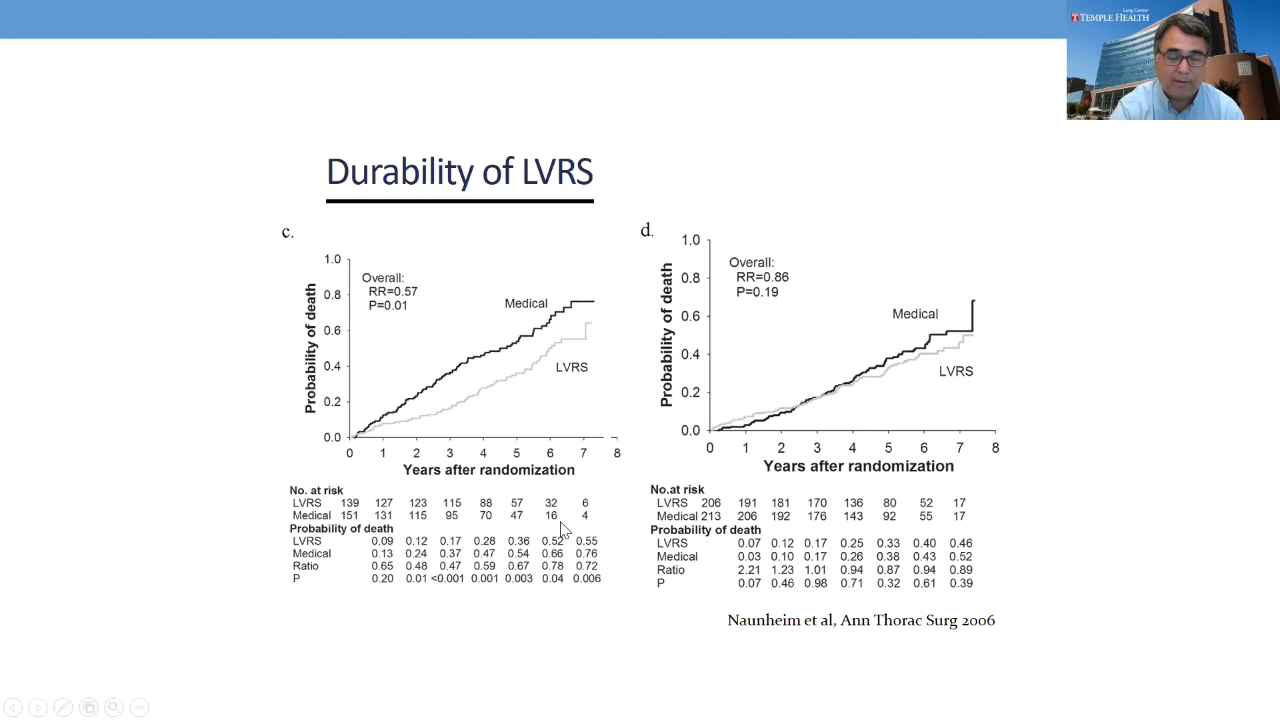 Lung Center
TEMPLE HEALTH
Durability of LVRS
c.
1.0
0.8
0.6
0.4
0.2
0.0
Probability of death
Overall:
RR=0.57
P=0.01
Medical
LVRS
0 1 2 3 4 5 6 7 8
Years after randomization
No. at risk
LVRS 139 127 123 115 88 57 32 6
Medical 151 131 115 95 70 47 16 4
Probability of death
LVRS 0.09 0.12 0.17 0.28 0.36 0.52 0.55
Medical 0.13 0.24 0.37 0.47 0.54 0.66 0.76
Ratio 0.65 0.48 0.47 0.59 0.67 0.78 0.72
P 0.20 0.01 <0.001 0.001 0.003 0.04 0.006
d.
1.0
0.8
0.6
0.4
0.2
0.0
Probability of death
Overall:
RR=0.86
P=0.19
Medical
LVRS
0 1 2 3 4 5 6 7 8
Years after randomization
No.at risk
LVRS 206 191 181 170 136 80 52 17
Medical 213 206 192 176 143 92 55 17
Probability of death
LVRS 0.07 0.12 0.17 0.25 0.33 0.40 0.46
Medical 0.03 0.10 0.17 0.26 0.38 0.43 0.52
Ratio 2.21 1.23 1.01 0.94 0.87 0.94 0.89
P 0.07 0.46 0.98 0.71 0.32 0.61 0.39
Naunheim et al, Ann Thorac Surg 2006